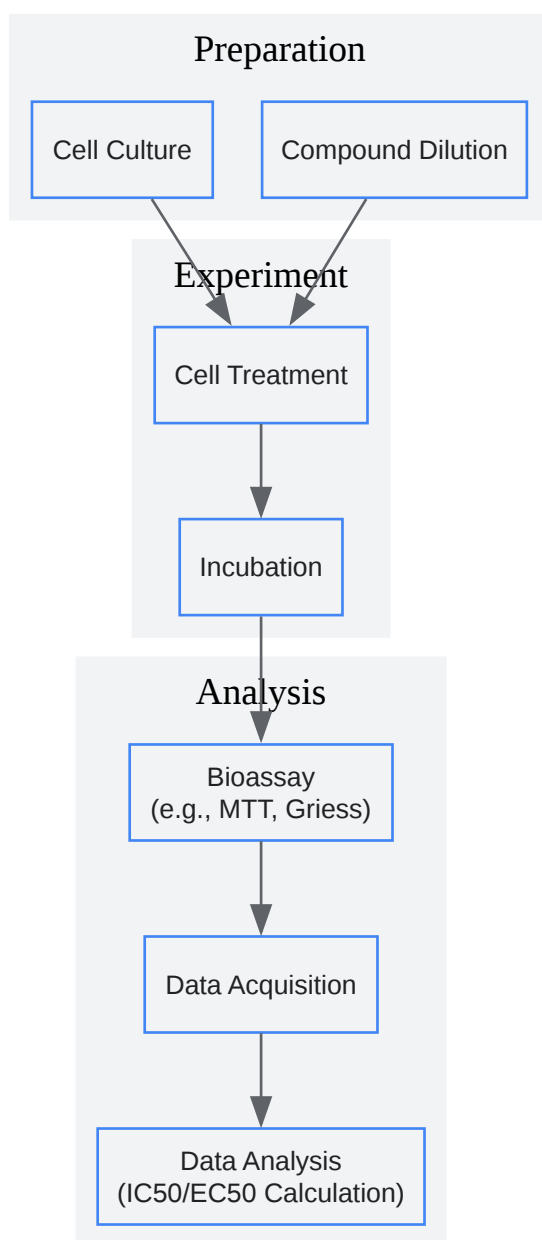 Preparation
Cell Culture
Compound Dilution
Experiment
Cell Treatment
Incubation
Analysis
Bioassay
(e.g., MTT, Griess)
Data Acquisition
Data Analysis
(IC50/EC50 Calculation)